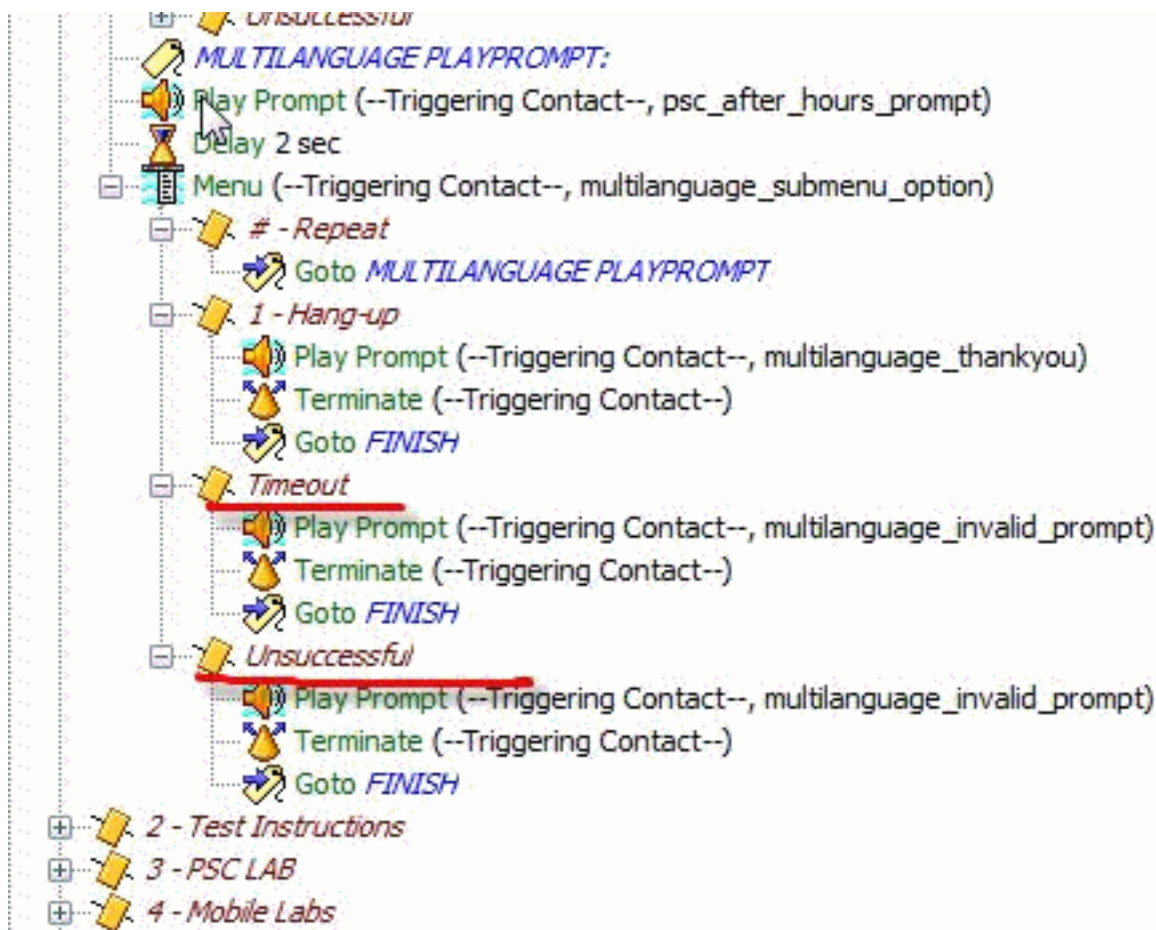 Unsuccessful
MULTILANGUAGE PLAYPROMPT:
Play Prompt (--Triggering Contact--, psc_after_hours_prompt)
Delay 2 sec
Menu (--Triggering Contact--, multilanguage_submenu_option)
# - Repeat
Goto MULTILANGUAGE PLAYPROMPT
1 - Hang-up
Play Prompt (--Triggering Contact--, multilanguage_thankyou)
Terminate (--Triggering Contact--)
Goto FINISH
Timeout
Play Prompt (--Triggering Contact--, multilanguage_invalid_prompt)
Terminate (--Triggering Contact--)
Goto FINISH
Unsuccessful
Play Prompt (--Triggering Contact--, multilanguage_invalid_prompt)
Terminate (--Triggering Contact--)
Goto FINISH
2 - Test Instructions
3 - PSC LAB
4 - Mobile Labs